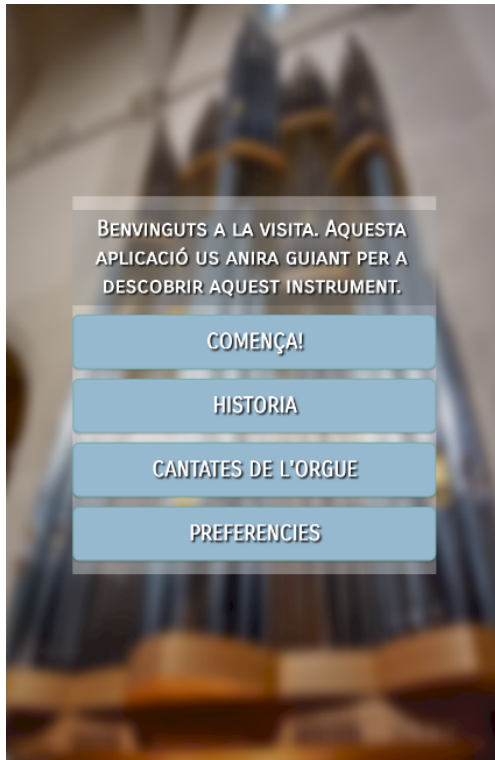 Benvinguts a la visita. Aquesta
aplicació us anira guiant per a
descobrir aquest instrument.
COMENÇA!
HISTORIA
CANTATES DE L'ORGUE
PREFERENCIES